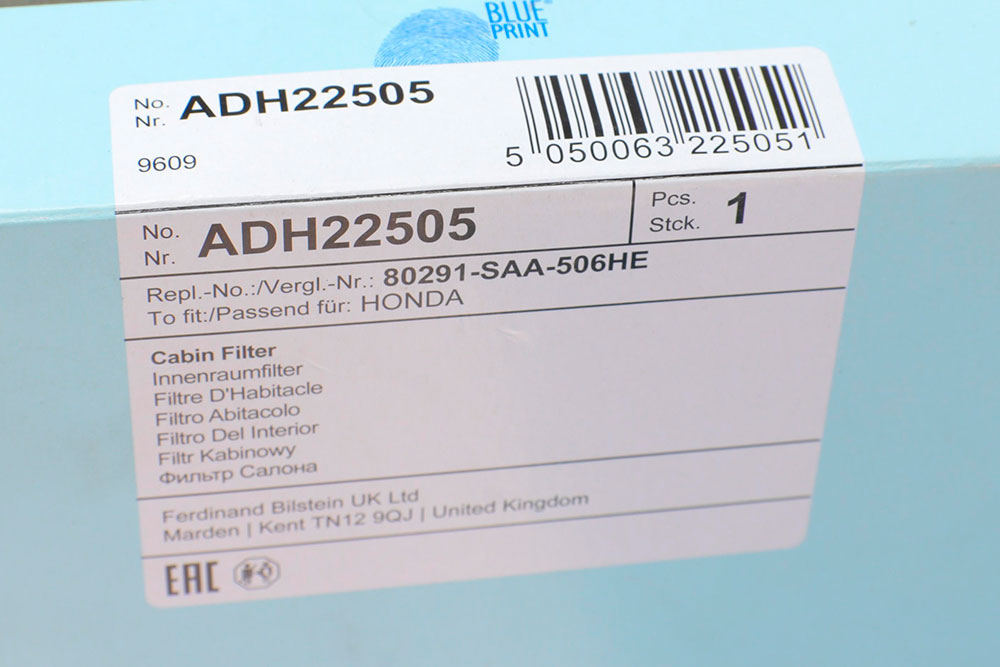 BLUE
PRINT
No.
Nr. ADH22505
9609
5 050063 225051
No.
Nr. ADH22505
Pcs.
Stck. 1
Repl.-No.:/Vergl.-Nr.: 80291-SAA-506HE
To fit:/Passend für: HONDA
Cabin Filter
Innenraumfilter
Filtre D'Habitacle
Filtro Abitacolo
Filtro Del Interior
Filtr Kabinowy
Фильтр Салона
Ferdinand Bilstein UK Ltd
Marden | Kent TN12 9QJ | United Kingdom
EAC